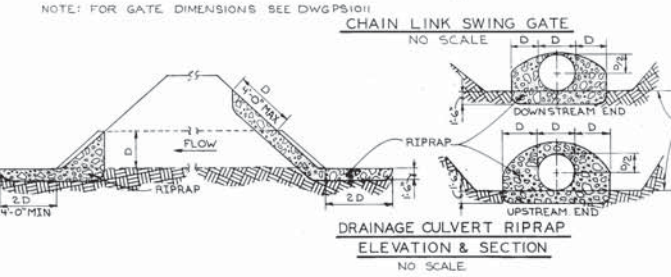 NOTE: FOR GATE DIMENSIONS SEE DWG PS1011
CHAIN LINK SWING GATE
NO SCALE
D D D
D/2
1'-6"
DOWNSTREAM END
D
4'-0" MAX
D
FLOW
RIPRAP
RIPRAP
D D D
D/2
1'-6"
UPSTREAM END
2D
4'-0" MIN
1'-6"
2D
DRAINAGE CULVERT RIPRAP
ELEVATION & SECTION
NO SCALE